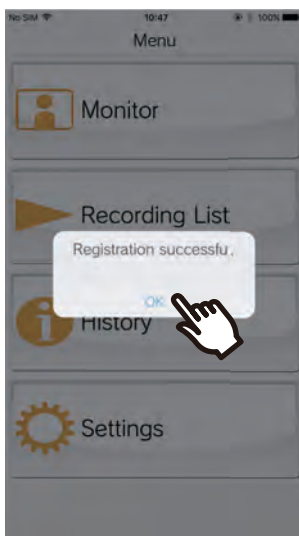 No SIM 10:47 100%
Menu
Monitor
Recording List
Registration successfu.
OK
History
Settings